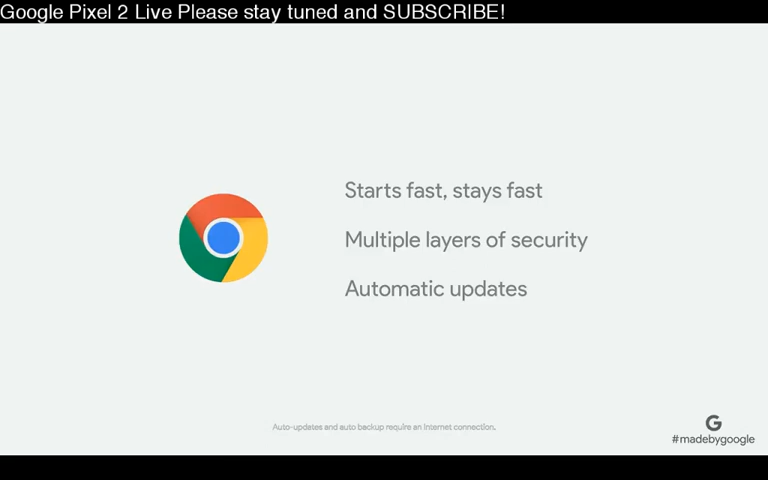 Google Pixel 2 Live Please stay tuned and SUBSCRIBE!
Starts fast, stays fast
Multiple layers of security
Automatic updates
Auto-updates and auto backup require an Internet connection.
G
#madebygoogle